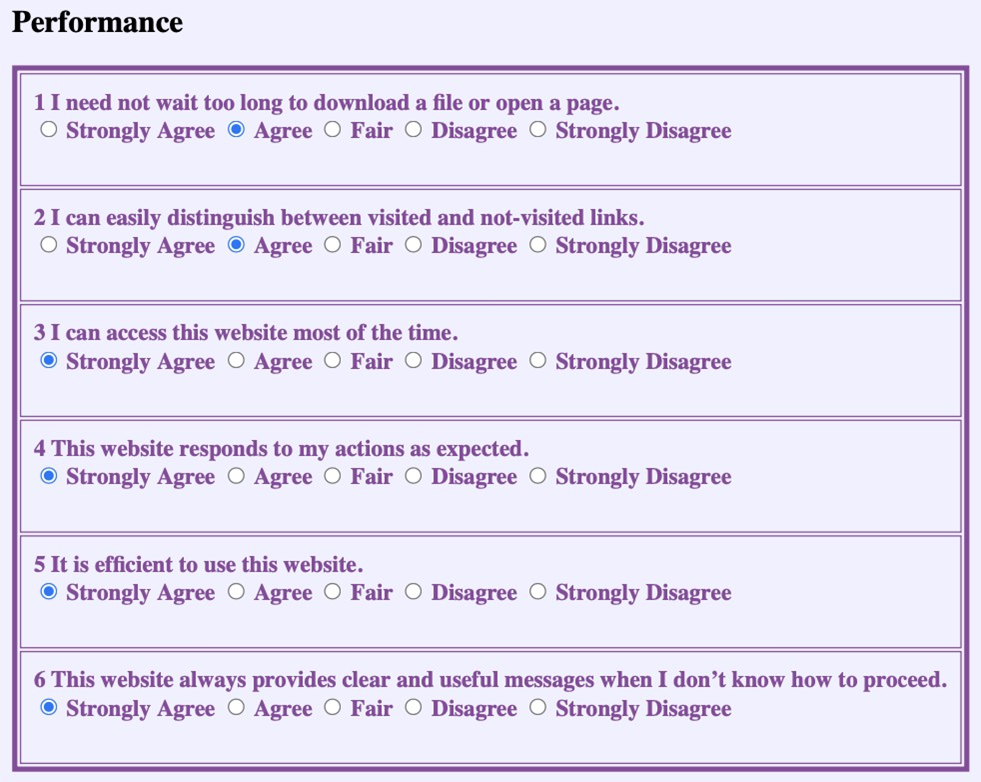 Performance
1 I need not wait too long to download a file or open a page.
Strongly Agree Agree Fair Disagree Strongly Disagree
2 I can easily distinguish between visited and not-visited links.
Strongly Agree Agree Fair Disagree Strongly Disagree
3 I can access this website most of the time.
Strongly Agree Agree Fair Disagree Strongly Disagree
4 This website responds to my actions as expected.
Strongly Agree Agree Fair Disagree Strongly Disagree
5 It is efficient to use this website.
Strongly Agree Agree Fair Disagree Strongly Disagree
6 This website always provides clear and useful messages when I don’t know how to proceed.
Strongly Agree Agree Fair Disagree Strongly Disagree